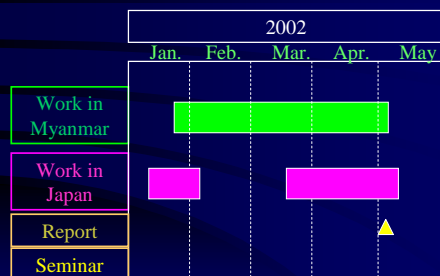 2002
Jan. Feb. Mar. Apr. May
Work in
Myanmar
Work in
Japan
Report
Seminar